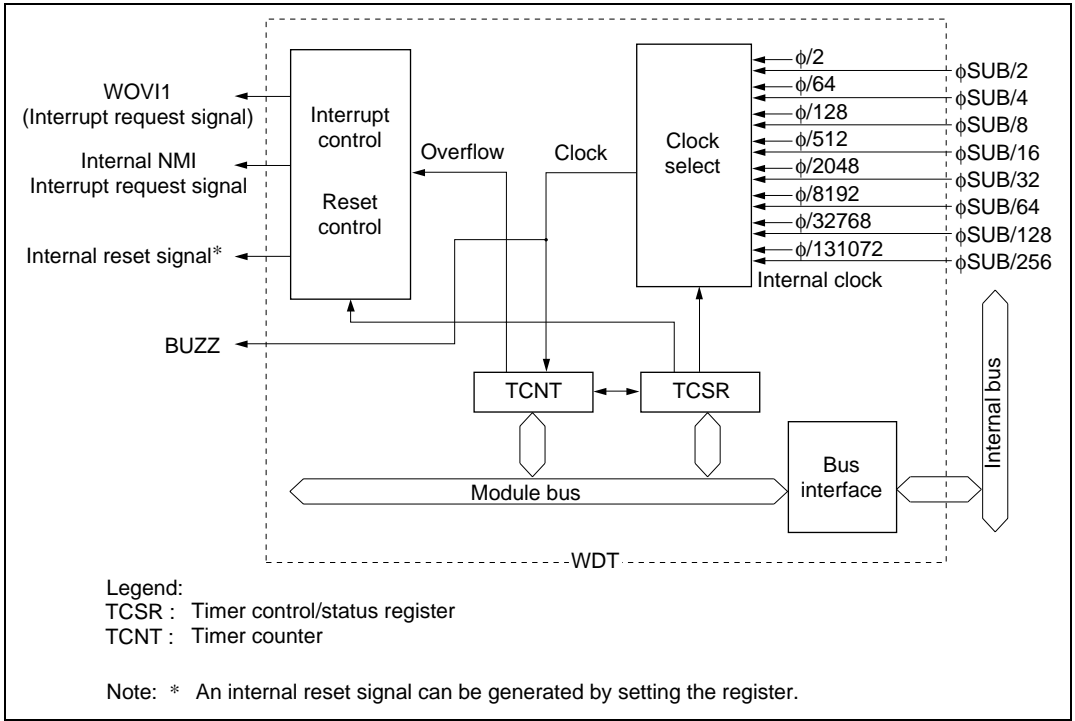 WOVI1
(Interrupt request signal)
Internal NMI
Interrupt request signal
Internal reset signal*
BUZZ
Interrupt
control
Reset
control
Overflow
Clock
Clock
select
ϕ/2
ϕ/64
ϕ/128
ϕ/512
ϕ/2048
ϕ/8192
ϕ/32768
ϕ/131072
Internal clock
ϕSUB/2
ϕSUB/4
ϕSUB/8
ϕSUB/16
ϕSUB/32
ϕSUB/64
ϕSUB/128
ϕSUB/256
TCNT
TCSR
Module bus
Bus
interface
Internal bus
WDT
Legend:
TCSR : Timer control/status register
TCNT : Timer counter
Note: * An internal reset signal can be generated by setting the register.